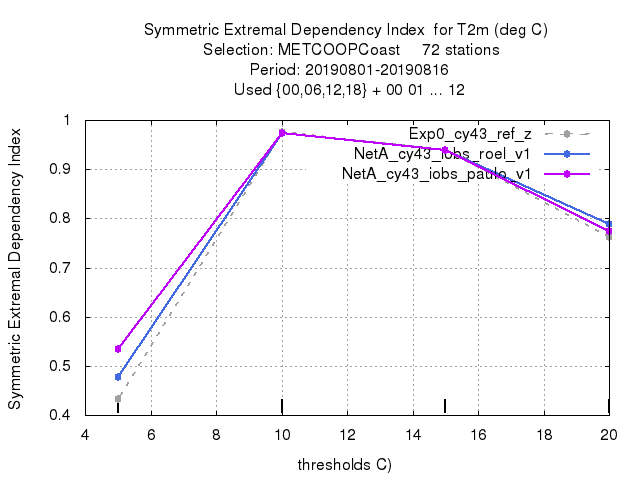 Symmetric Extremal Dependency Index  for T2m (deg C)
Selection: METCOOPCoast     72 stations
Period: 20190801-20190816
Used {00,06,12,18} + 00 01 ... 12
Symmetric Extremal Dependency Index
1
0.9
0.8
0.7
0.6
0.5
0.4
Exp0_cy43_ref_z
NetA_cy43_iobs_roel_v1
NetA_cy43_iobs_paulo_v1
4 6 8 10 12 14 16 18 20
thresholds C)